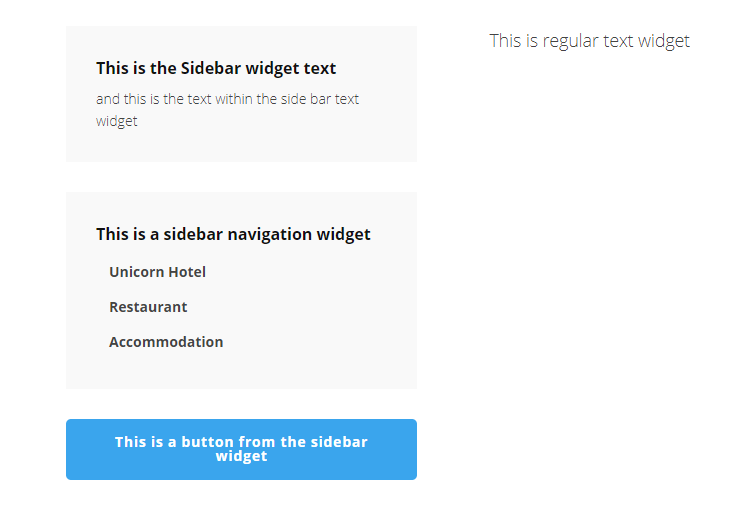 This is the Sidebar widget text
and this is the text within the side bar text
widget
This is a sidebar navigation widget
Unicorn Hotel
Restaurant
Accommodation
This is a button from the sidebar
widget
This is regular text widget